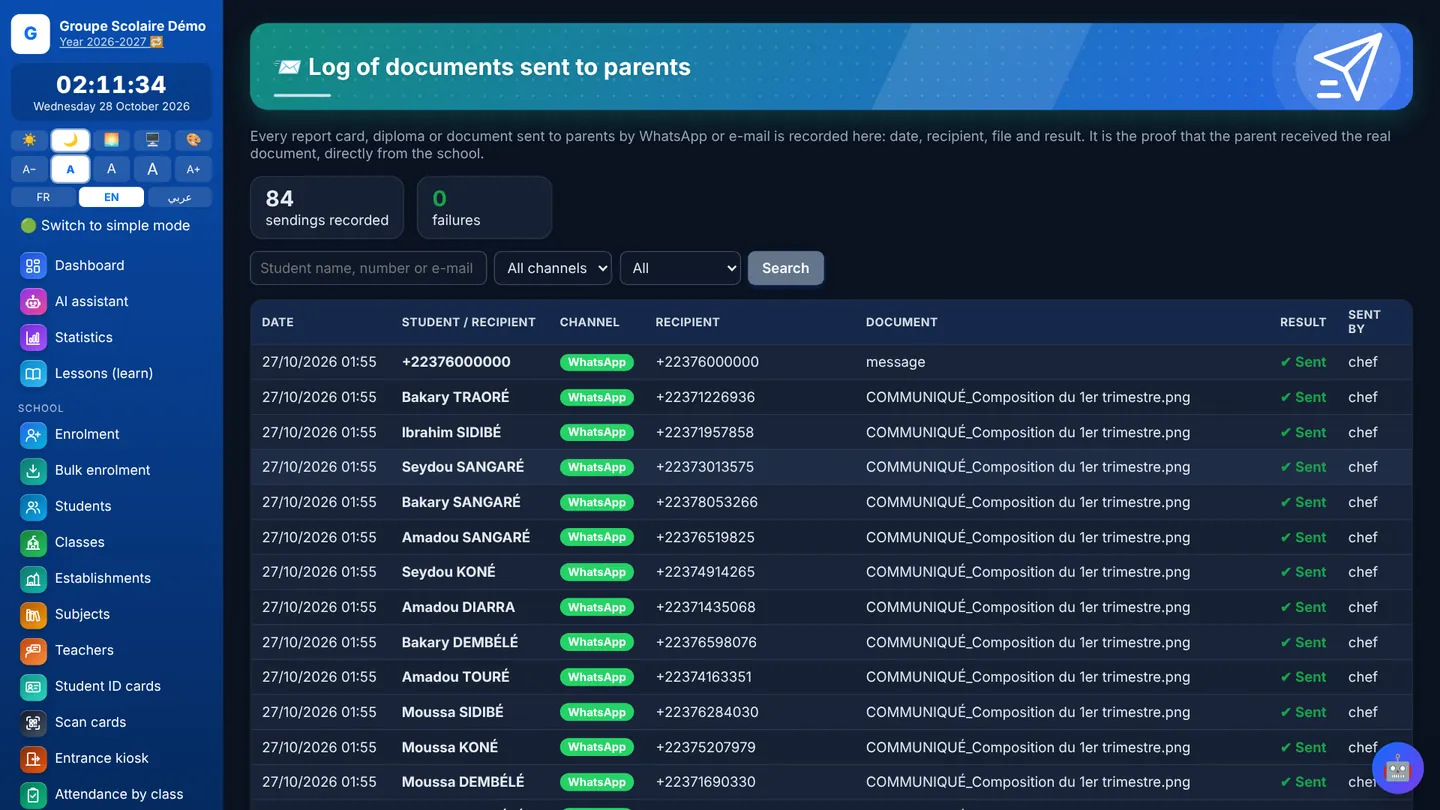 G
Groupe Scolaire Démo
Year 2026-2027
02:11:34
Wednesday 28 October 2026
A− A A A A+
FR EN عربي
Switch to simple mode
Dashboard
AI assistant
Statistics
Lessons (learn)
SCHOOL
Enrolment
Bulk enrolment
Students
Classes
Establishments
Subjects
Teachers
Student ID cards
Scan cards
Entrance kiosk
Attendance by class
Log of documents sent to parents
Every report card, diploma or document sent to parents by WhatsApp or e-mail is recorded here: date, recipient, file and result. It is the proof that the parent received the real
document, directly from the school.
84
sendings recorded
0
failures
Student name, number or e-mail All channels All Search
DATE STUDENT / RECIPIENT CHANNEL RECIPIENT DOCUMENT RESULT SENT BY
27/10/2026 01:55 +22376000000 WhatsApp +22376000000 message ✔ Sent chef
27/10/2026 01:55 Bakary TRAORÉ WhatsApp +22371226936 COMMUNIQUÉ_Composition du 1er trimestre.png ✔ Sent chef
27/10/2026 01:55 Ibrahim SIDIBÉ WhatsApp +22371957858 COMMUNIQUÉ_Composition du 1er trimestre.png ✔ Sent chef
27/10/2026 01:55 Seydou SANGARÉ WhatsApp +22373013575 COMMUNIQUÉ_Composition du 1er trimestre.png ✔ Sent chef
27/10/2026 01:55 Bakary SANGARÉ WhatsApp +22378053266 COMMUNIQUÉ_Composition du 1er trimestre.png ✔ Sent chef
27/10/2026 01:55 Amadou SANGARÉ WhatsApp +22376519825 COMMUNIQUÉ_Composition du 1er trimestre.png ✔ Sent chef
27/10/2026 01:55 Seydou KONÉ WhatsApp +22374914265 COMMUNIQUÉ_Composition du 1er trimestre.png ✔ Sent chef
27/10/2026 01:55 Amadou DIARRA WhatsApp +22371435068 COMMUNIQUÉ_Composition du 1er trimestre.png ✔ Sent chef
27/10/2026 01:55 Bakary DEMBÉLÉ WhatsApp +22376598076 COMMUNIQUÉ_Composition du 1er trimestre.png ✔ Sent chef
27/10/2026 01:55 Amadou TOURÉ WhatsApp +22374163351 COMMUNIQUÉ_Composition du 1er trimestre.png ✔ Sent chef
27/10/2026 01:55 Moussa SIDIBÉ WhatsApp +22376284030 COMMUNIQUÉ_Composition du 1er trimestre.png ✔ Sent chef
27/10/2026 01:55 Moussa KONÉ WhatsApp +22375207979 COMMUNIQUÉ_Composition du 1er trimestre.png ✔ Sent chef
27/10/2026 01:55 Moussa DEMBÉLÉ WhatsApp +22371690330 COMMUNIQUÉ_Composition du 1er trimestre.png ✔ Sent chef